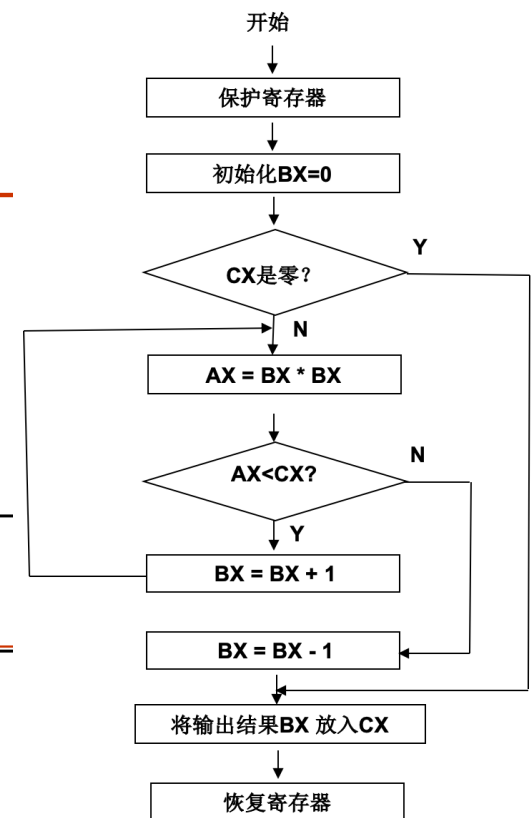 开始
保护寄存器
初始化BX=0
Y
CX是零?
N
AX = BX * BX
N
AX<CX?
Y
BX = BX + 1
BX = BX - 1
将输出结果BX 放入CX
恢复寄存器